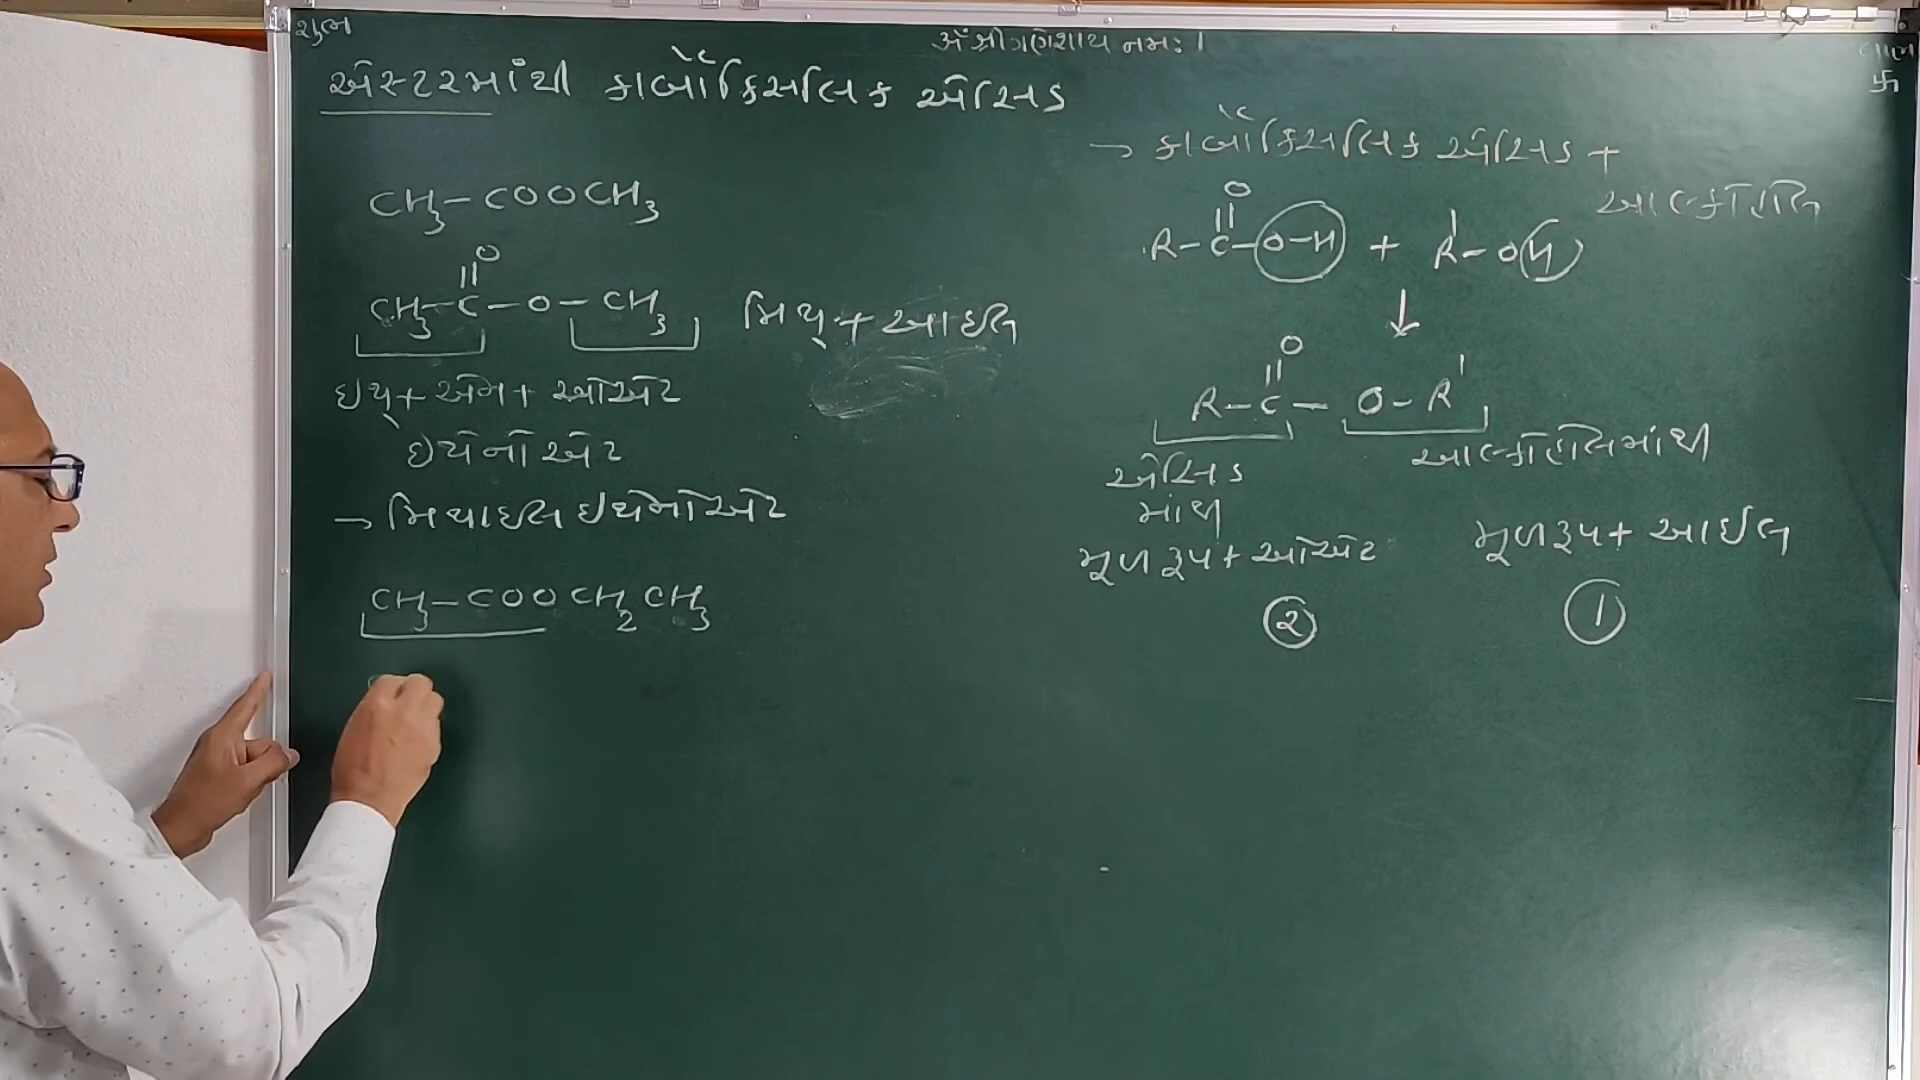 શુભ
ૐ શ્રી ગણેશાય નમઃ।
લાભ
卐
એસ્ટરમાંથી કાર્બોક્સિલિક ઍસિડ
CH3-COOCH3
O
||
CH3-C-O-CH3 મિથ્+આઇલ
ઇથ્+એન+ઓએટ
ઇથેનોએટ
→ મિથાઇલ ઇથેનોએટ
CH3-COOCH2CH3
→ કાર્બોક્સિલિક ઍસિડ +
આલ્કોહોલ
O
||
R-C-O-H + R'-OH
↓
O
||
R-C-O-R'
આલ્કોહોલમાંથી
ઍસિડ
માંથી
મૂળરૂપ+આઇલ
મૂળરૂપ+ઓએટ
②
①